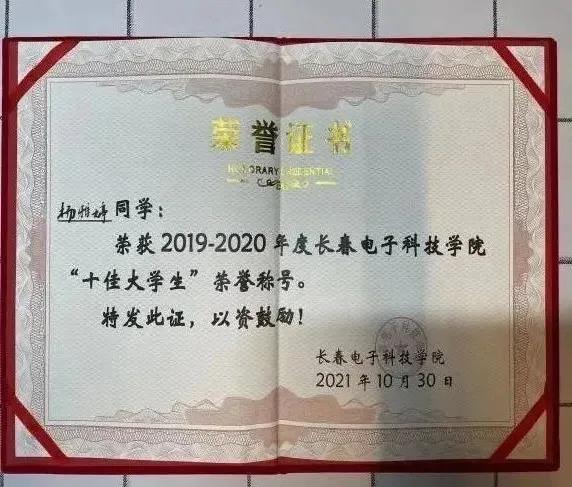 荣誉证书
HONORARY CREDENTIAL
杨雅婷同学：
荣获2019-2020年度长春电子科技学院
“十佳大学生”荣誉称号。
特发此证，以资鼓励！
长春电子科技学院
2021年10月30日